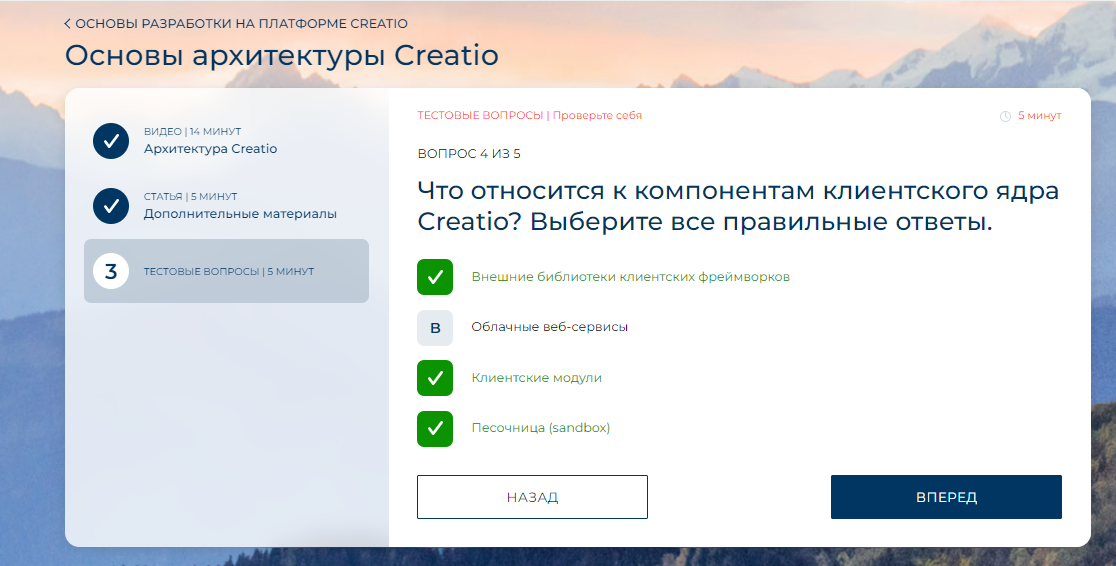 ОСНОВЫ РАЗРАБОТКИ НА ПЛАТФОРМЕ CREATIO
Основы архитектуры Creatio
ВИДЕО | 14 МИНУТ
Архитектура Creatio
СТАТЬЯ | 5 МИНУТ
Дополнительные материалы
3
ТЕСТОВЫЕ ВОПРОСЫ | 5 МИНУТ
ТЕСТОВЫЕ ВОПРОСЫ | Проверьте себя
5 минут
ВОПРОС 4 ИЗ 5
Что относится к компонентам клиентского ядра
Creatio? Выберите все правильные ответы.
Внешние библиотеки клиентских фреймворков
B Облачные веб-сервисы
Клиентские модули
Песочница (sandbox)
НАЗАД
ВПЕРЕД